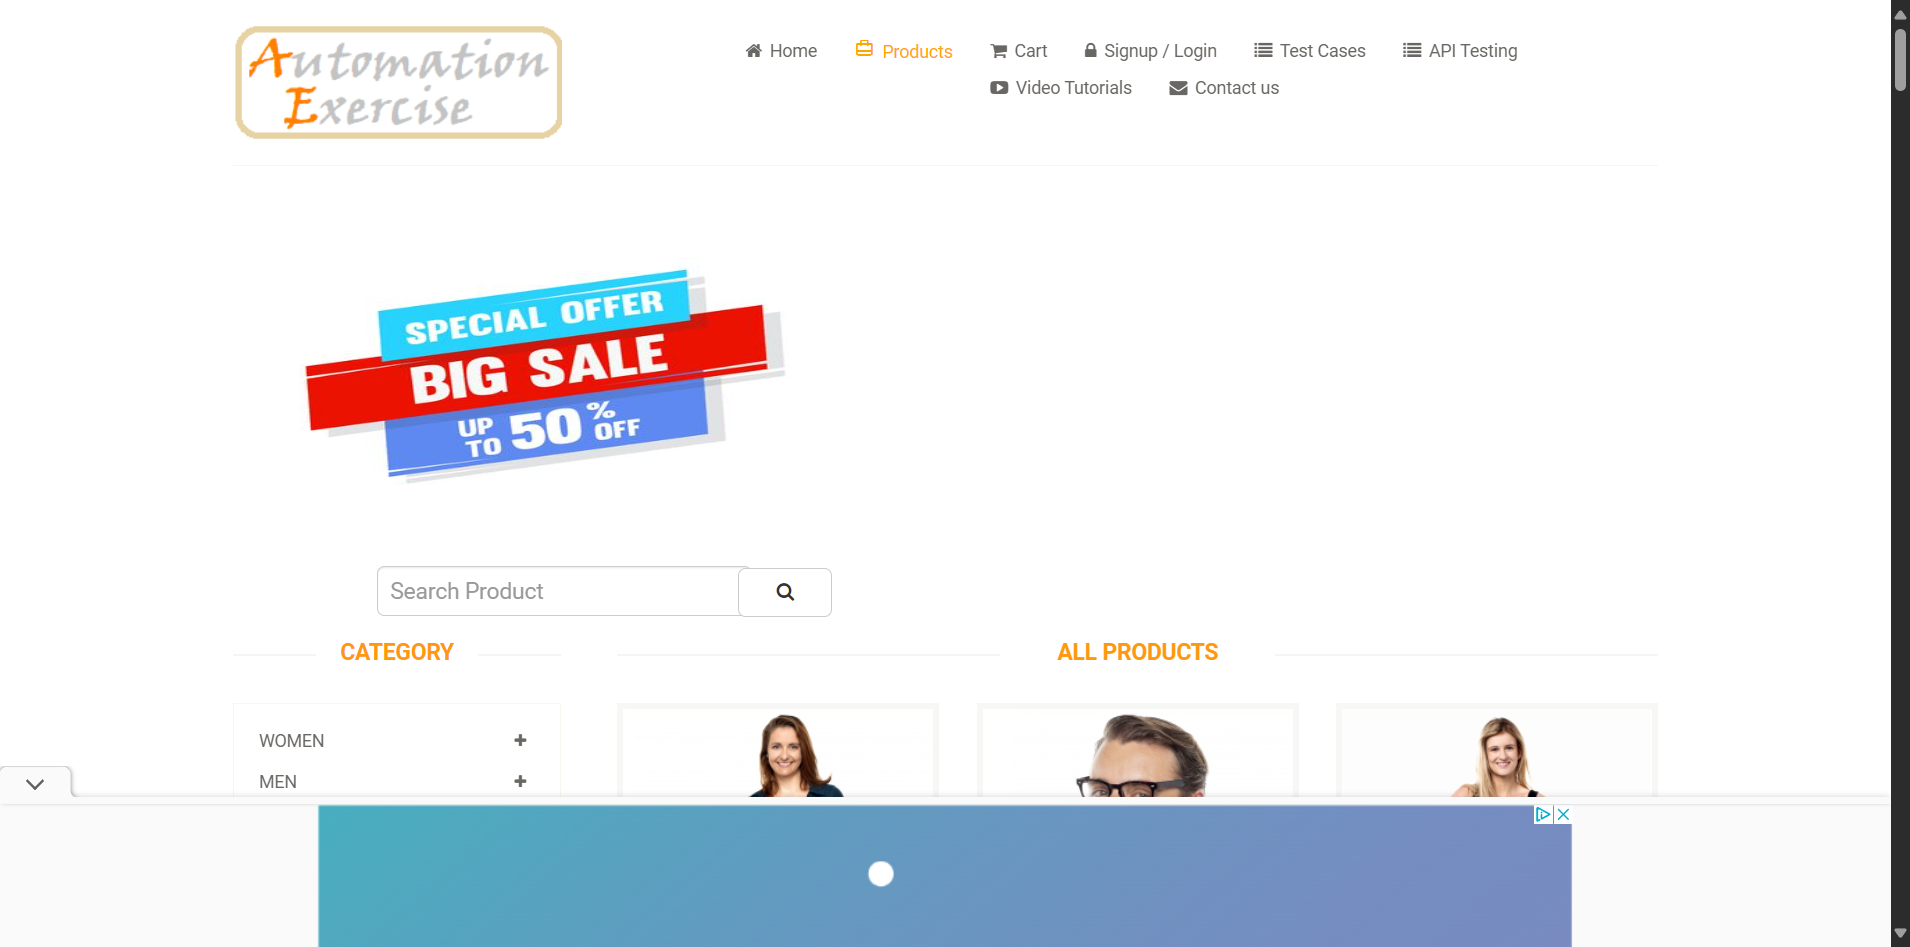 Automation
Exercise
Home
Products
Cart
Signup / Login
Test Cases
API Testing
Video Tutorials
Contact us
SPECIAL OFFER
BIG SALE
UP TO 50% OFF
Search Product
CATEGORY
ALL PRODUCTS
WOMEN
MEN